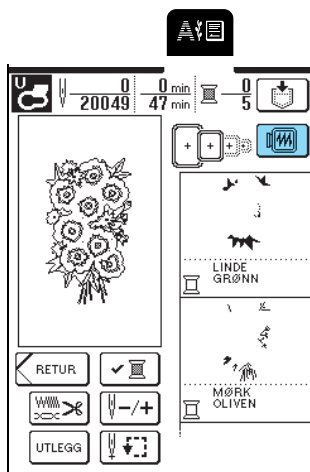 A
U
0
20049
0 min
47 min
0
5
LINDE
GRØNN
MØRK
OLIVEN
RETUR
-/+
UTLEGG